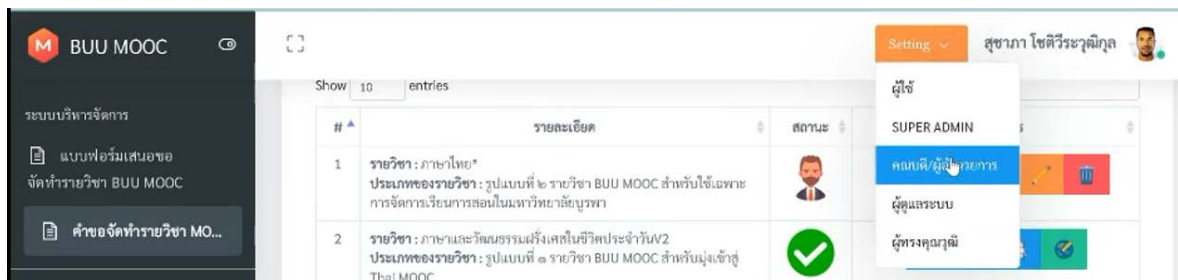 M BUU MOOC
Setting
สุชาภา โชติวีระวุฒิกุล
ระบบบริหารจัดการ
แบบฟอร์มเสนอขอ
จัดทำรายวิชา BUU MOOC
คำขอจัดทำรายวิชา MO...
Show 10 entries
# รายละเอียด สถานะ
1 รายวิชา : ภาษาไทย*
ประเภทของรายวิชา : รูปแบบที่ ๒ รายวิชา BUU MOOC สำหรับใช้เฉพาะ
การจัดการเรียนการสอนในมหาวิทยาลัยบูรพา
2 รายวิชา : ภาษาและวัฒนธรรมฝรั่งเศสในชีวิตประจำวันV2
ประเภทของรายวิชา : รูปแบบที่ ๑ รายวิชา BUU MOOC สำหรับมุ่งเข้าสู่
Thai MOOC
ผู้ใช้
SUPER ADMIN
คณบดี/ผู้อำนวยการ
ผู้ดูแลระบบ
ผู้ทรงคุณวุฒิ